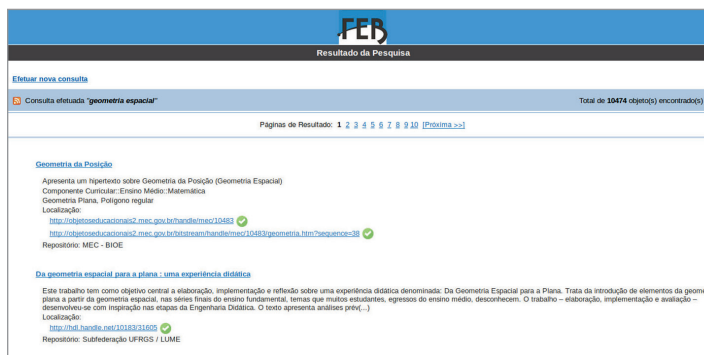 FEB
Resultado da Pesquisa
Efetuar nova consulta
Consulta efetuada "geometria espacial" Total de 10474 objeto(s) encontrado(s)
Páginas de Resultado: 1 2 3 4 5 6 7 8 9 10 [Próxima >>]
Geometria da Posição
Apresenta um hipertexto sobre Geometria da Posição (Geometria Espacial)
Componente Curricular::Ensino Médio::Matemática
Geometria Plana, Polígono regular
Localização:
http://objetoseducacionais2.mec.gov.br/handle/mec/10483
http://objetoseducacionais2.mec.gov.br/bitstream/handle/mec/10483/geometria.htm?sequence=38
Repositório: MEC - BIOE
Da geometria espacial para a plana : uma experiência didática
Este trabalho tem como objetivo central a elaboração, implementação e reflexão sobre uma experiência didática denominada: Da Geometria Espacial para a Plana. Trata da introdução de elementos da geome
plana a partir da geometria espacial, nas séries finais do ensino fundamental, temas que muitos estudantes, egressos do ensino médio, desconhecem. O trabalho – elaboração, implementação e avaliação –
desenvolveu-se com inspiração nas etapas da Engenharia Didática. O texto apresenta análises prév(...)
Localização:
http://hdl.handle.net/10183/31605
Repositório: Subfederação UFRGS / LUME